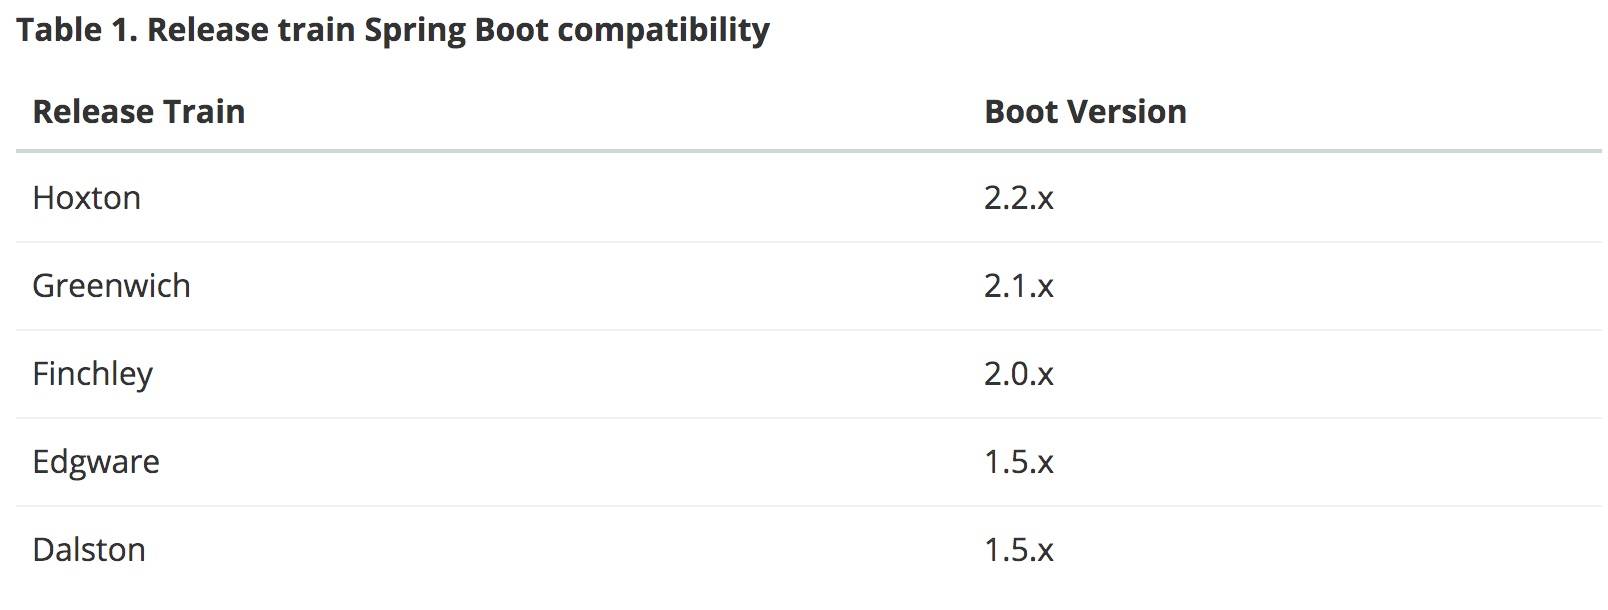 Table 1. Release train Spring Boot compatibility
Release Train Boot Version
Hoxton 2.2.x
Greenwich 2.1.x
Finchley 2.0.x
Edgware 1.5.x
Dalston 1.5.x